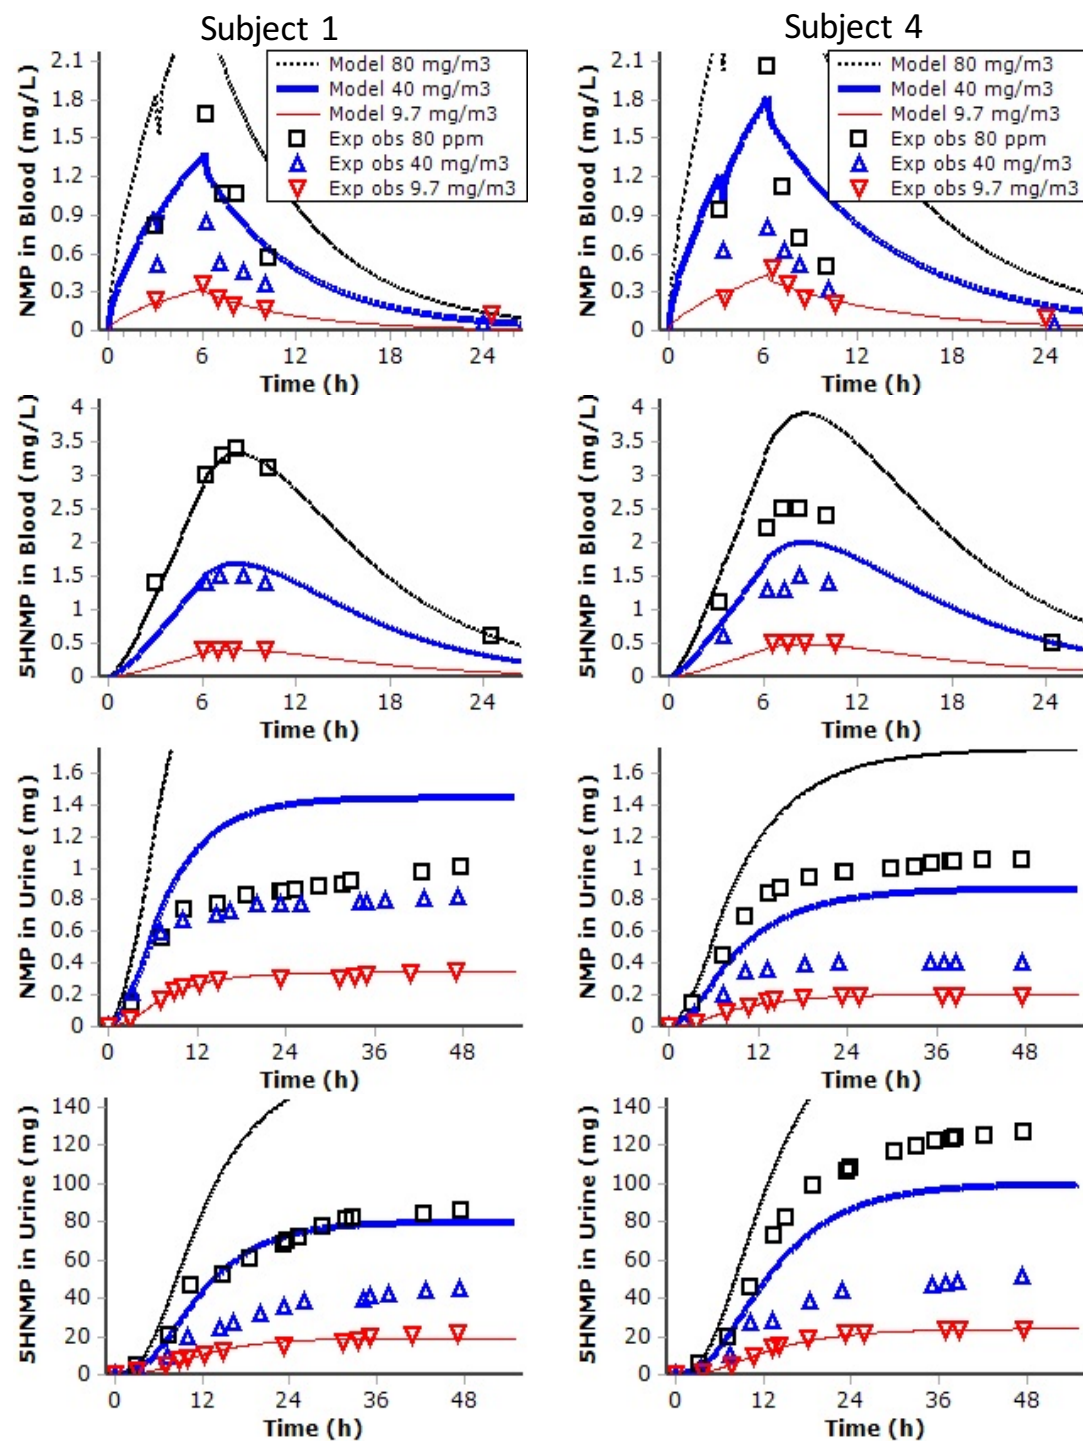 Subject 1
Subject 4
2.1
1.8
1.5
1.2
0.9
0.6
0.3
0
NMP in Blood (mg/L)
Model 80 mg/m3
Model 40 mg/m3
Model 9.7 mg/m3
Exp obs 80 ppm
Exp obs 40 mg/m3
Exp obs 9.7 mg/m3
0 6 12 18 24
Time (h)
2.1
1.8
1.5
1.2
0.9
0.6
0.3
0
NMP in Blood (mg/L)
Model 80 mg/m3
Model 40 mg/m3
Model 9.7 mg/m3
Exp obs 80 ppm
Exp obs 40 mg/m3
Exp obs 9.7 mg/m3
0 6 12 18 24
Time (h)
4
3.5
3
2.5
2
1.5
1
0.5
0
5HNMP in Blood (mg/L)
0 6 12 18 24
Time (h)
4
3.5
3
2.5
2
1.5
1
0.5
0
5HNMP in Blood (mg/L)
0 6 12 18 24
Time (h)
1.6
1.4
1.2
1
0.8
0.6
0.4
0.2
0
NMP in Urine (mg)
0 12 24 36 48
Time (h)
1.6
1.4
1.2
1
0.8
0.6
0.4
0.2
0
NMP in Urine (mg)
0 12 24 36 48
Time (h)
140
120
100
80
60
40
20
0
5HNMP in Urine (mg)
0 12 24 36 48
Time (h)
140
120
100
80
60
40
20
0
5HNMP in Urine (mg)
0 12 24 36 48
Time (h)